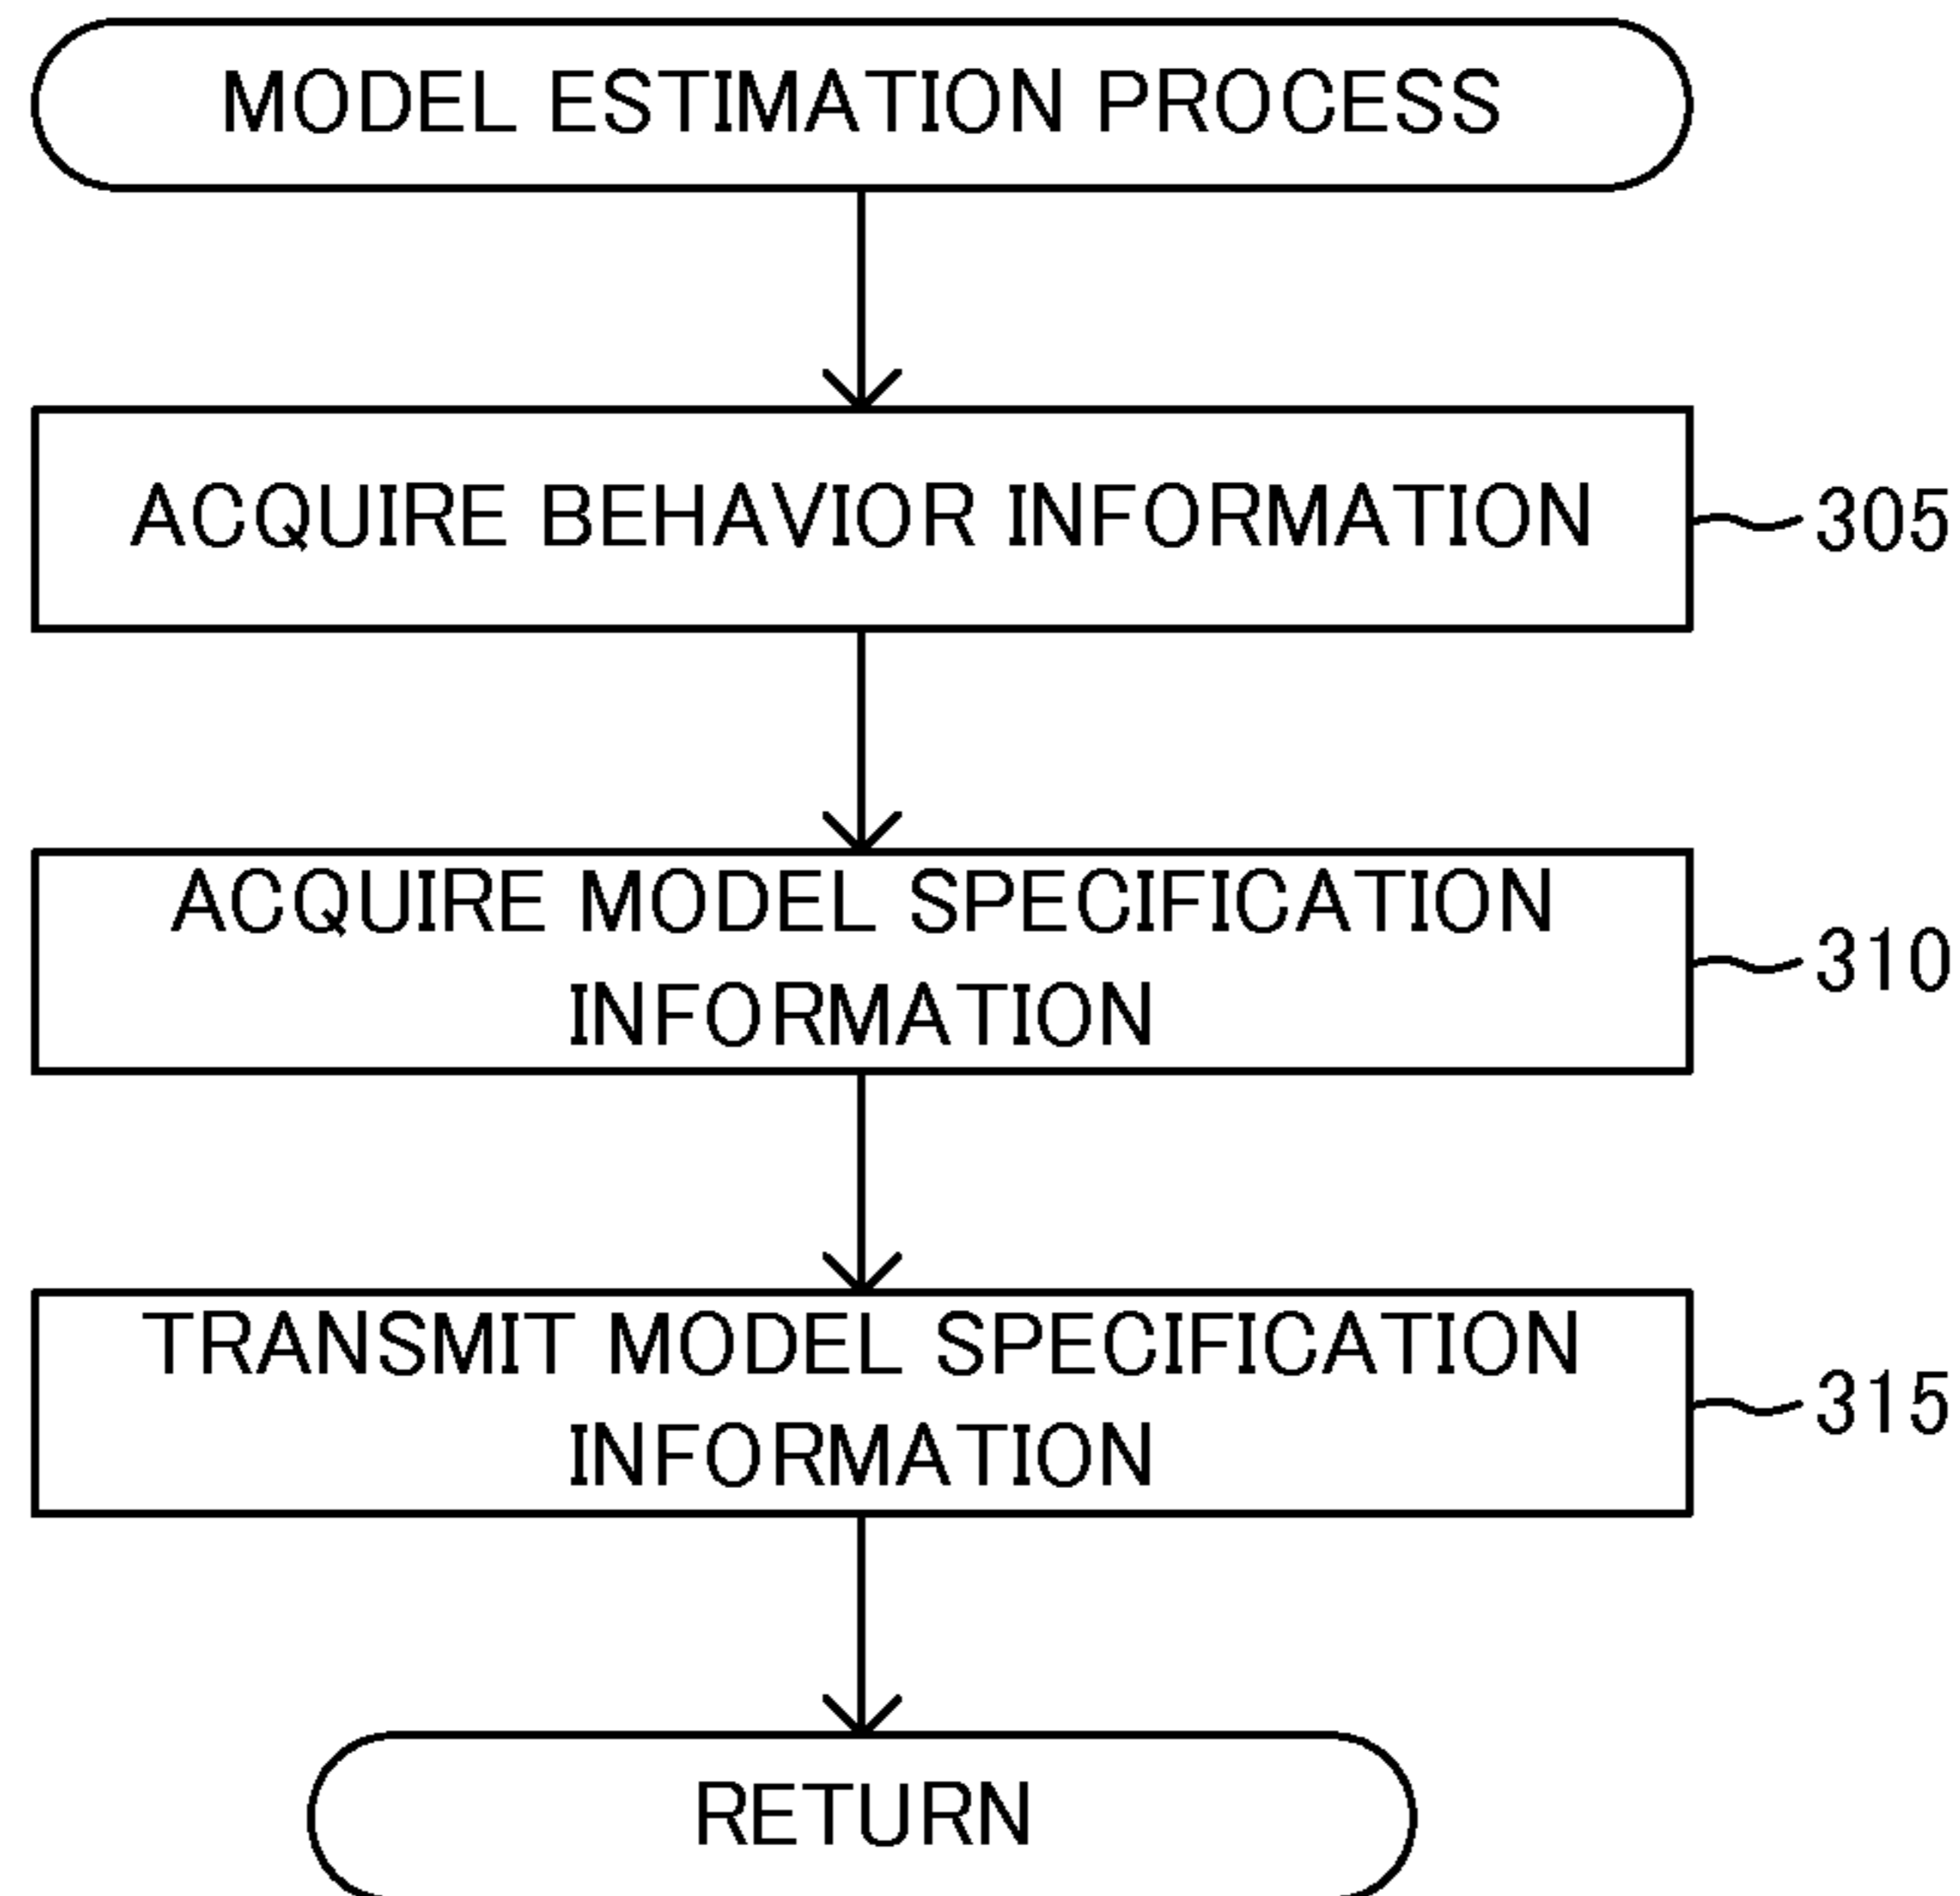 MODEL ESTIMATION PROCESS
ACQUIRE BEHAVIOR INFORMATION
305
ACQUIRE MODEL SPECIFICATION
INFORMATION
310
TRANSMIT MODEL SPECIFICATION
INFORMATION
315
RETURN